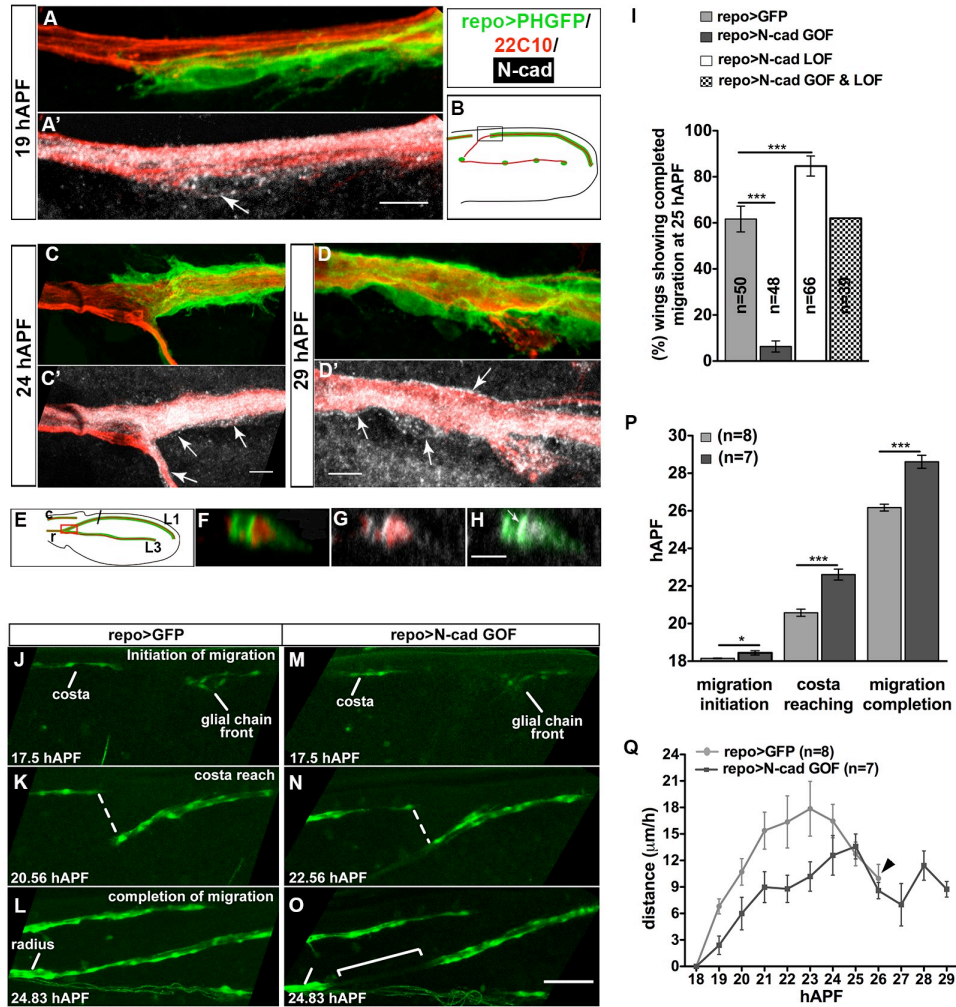 A
19 hAPF
A'
repo>PHGFP/
22C10/
N-cad
B
C
24 hAPF
C'
D
29 hAPF
D'
E
c
r
L1
L3
F
G
H
I
repo>GFP
repo>N-cad GOF
repo>N-cad LOF
repo>N-cad GOF & LOF
(%) wings showing completed
migration at 25 hAPF
100
80
60
40
20
0
***
***
n=50
n=48
n=66
repo>GFP
repo>N-cad GOF
J
Initiation of migration
costa
glial chain
front
17.5 hAPF
M
costa
glial chain
front
17.5 hAPF
K
costa reach
20.56 hAPF
N
22.56 hAPF
L
completion of migration
radius
24.83 hAPF
O
24.83 hAPF
P
(n=8)
(n=7)
hAPF
30
28
26
24
22
20
18
*
***
***
migration
initiation
costa
reaching
migration
completion
Q
repo>GFP (n=8)
repo>N-cad GOF (n=7)
distance (µm/h)
24
21
18
15
12
9
6
3
0
18 19 20 21 22 23 24 25 26 27 28 29
hAPF